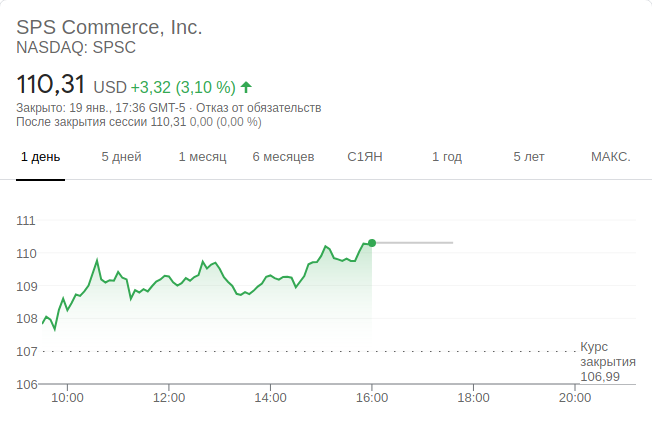 SPS Commerce, Inc.
NASDAQ: SPSC
110,31 USD +3,32 (3,10 %)
Закрыто: 19 янв., 17:36 GMT-5 · Отказ от обязательств
После закрытия сессии 110,31 0,00 (0,00 %)
1 день 5 дней 1 месяц 6 месяцев С1ЯН 1 год 5 лет МАКС.
111
110
109
108
107
Курс
закрытия
106,99
106
10:00 12:00 14:00 16:00 18:00 20:00